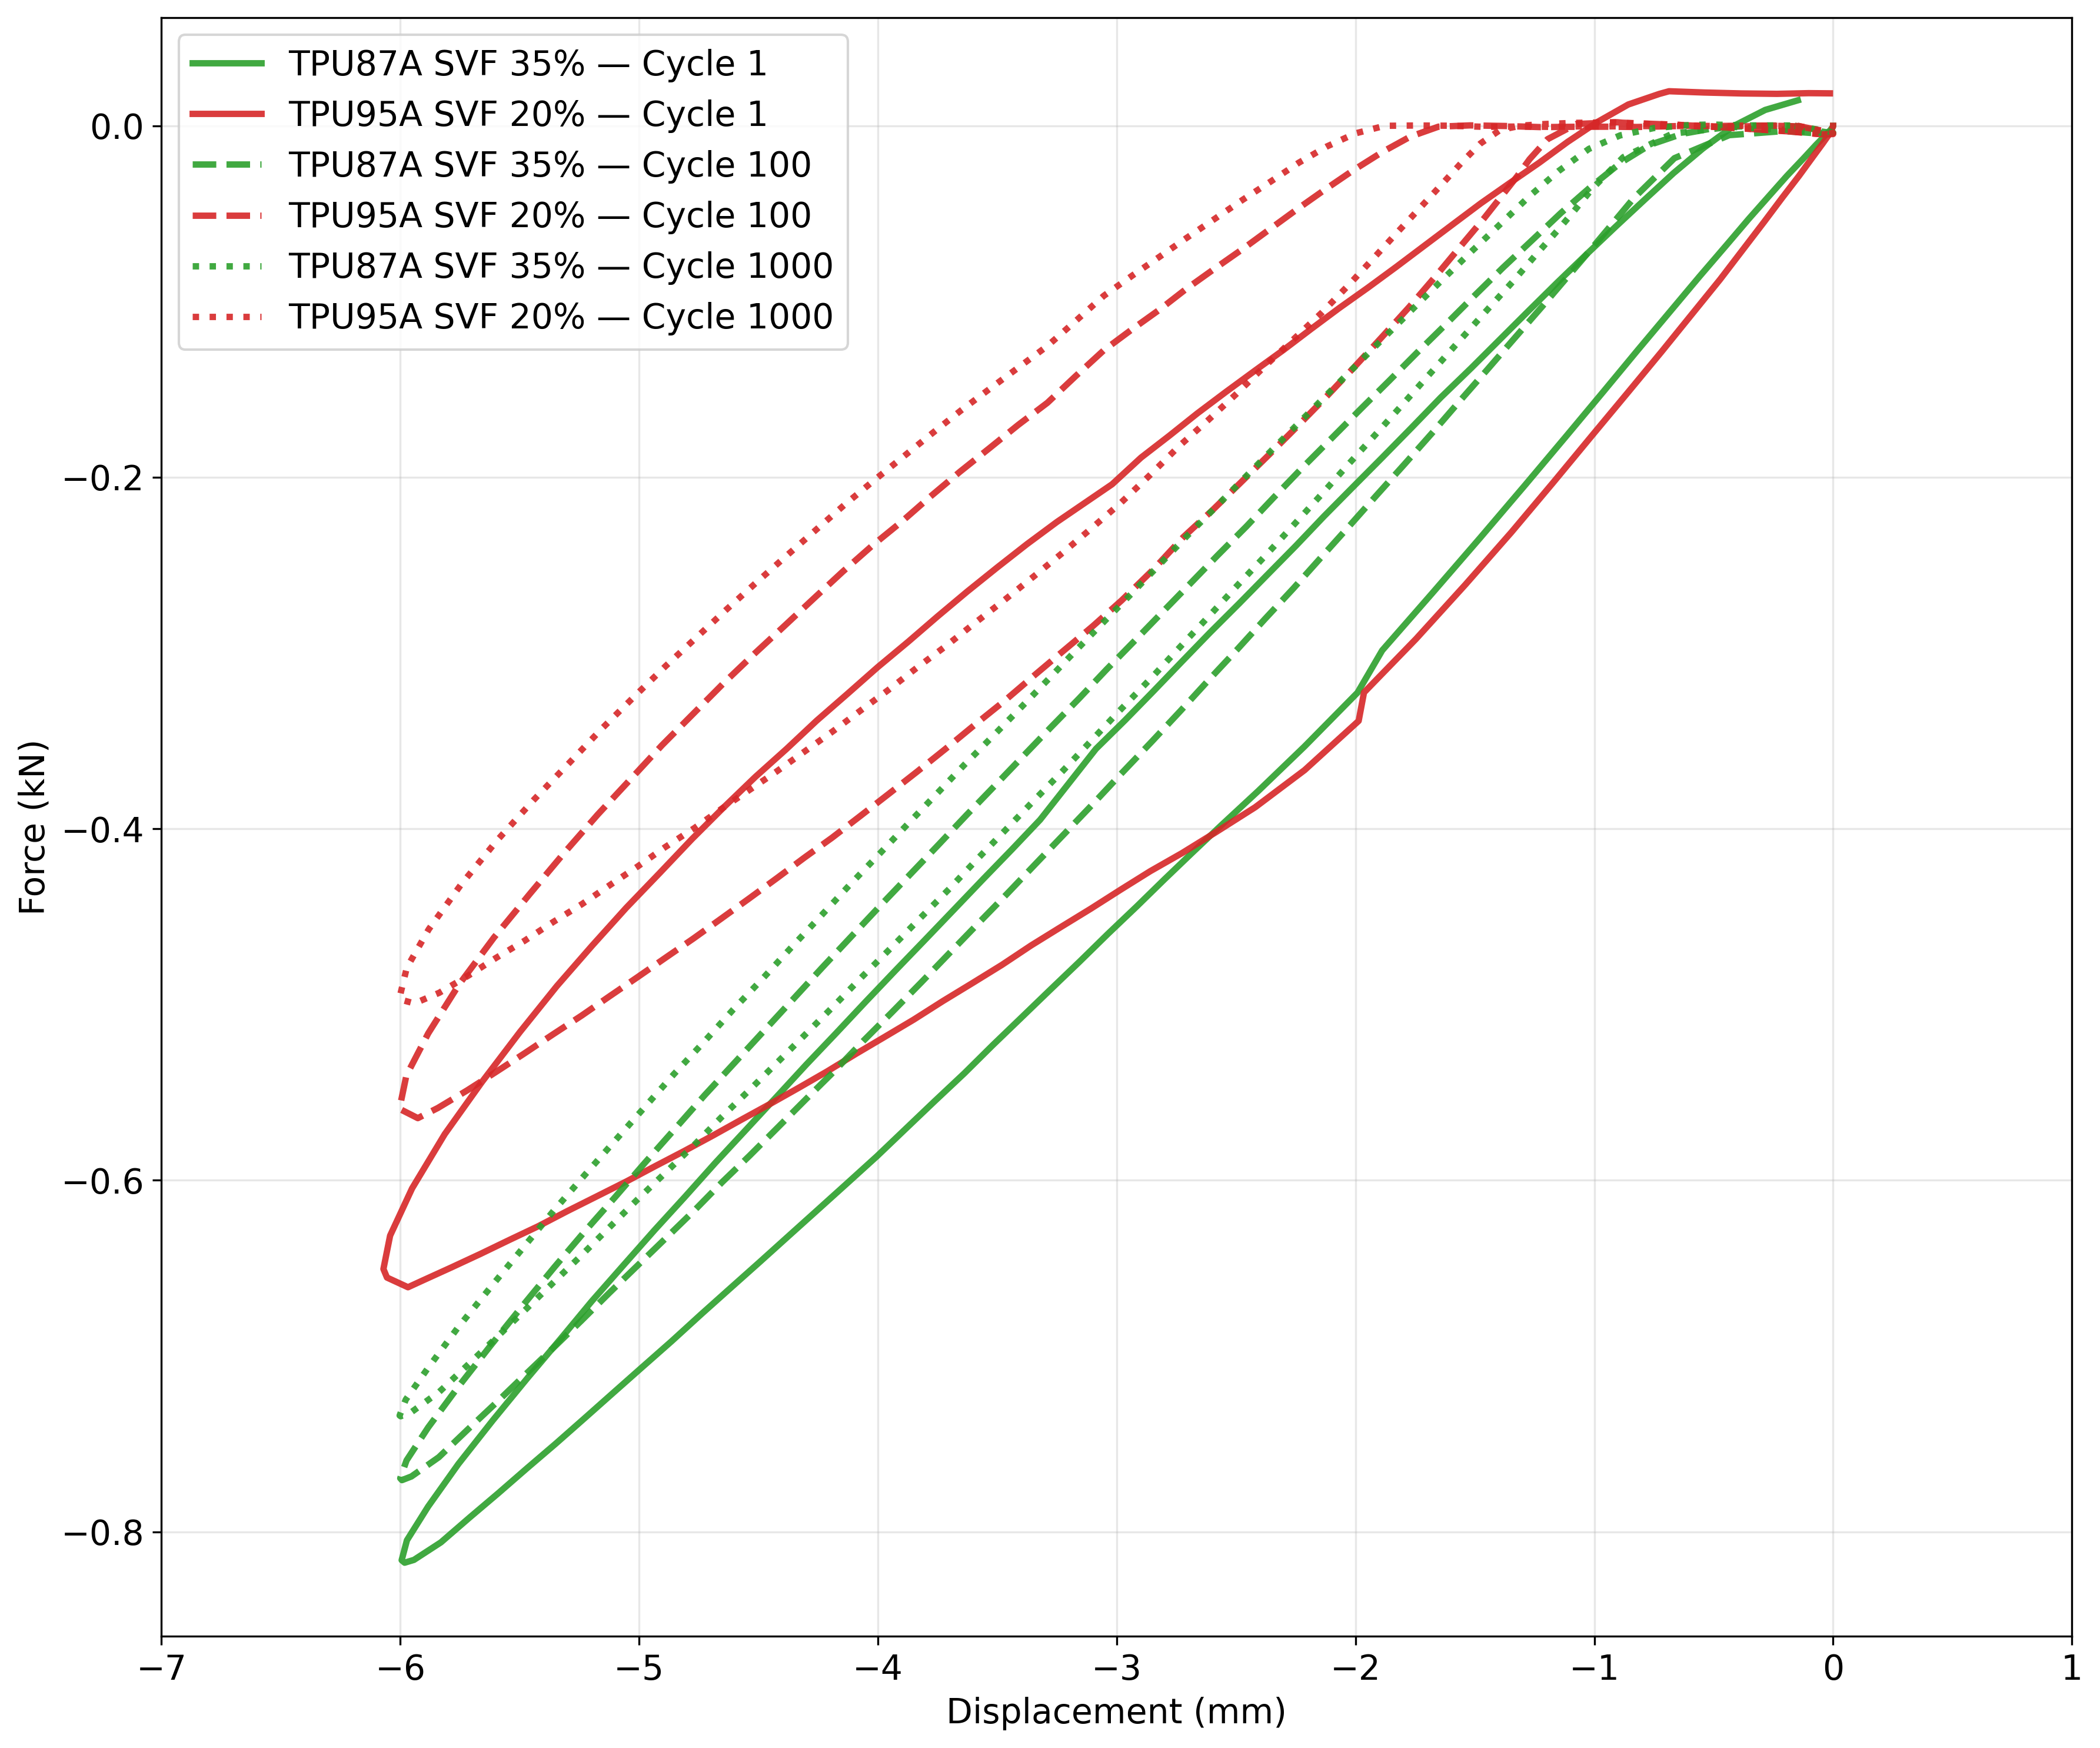 TPU87A SVF 35% — Cycle 1
TPU95A SVF 20% — Cycle 1
TPU87A SVF 35% — Cycle 100
TPU95A SVF 20% — Cycle 100
TPU87A SVF 35% — Cycle 1000
TPU95A SVF 20% — Cycle 1000
0.0
−0.2
−0.4
−0.6
−0.8
Force (kN)
−7 −6 −5 −4 −3 −2 −1 0 1
Displacement (mm)